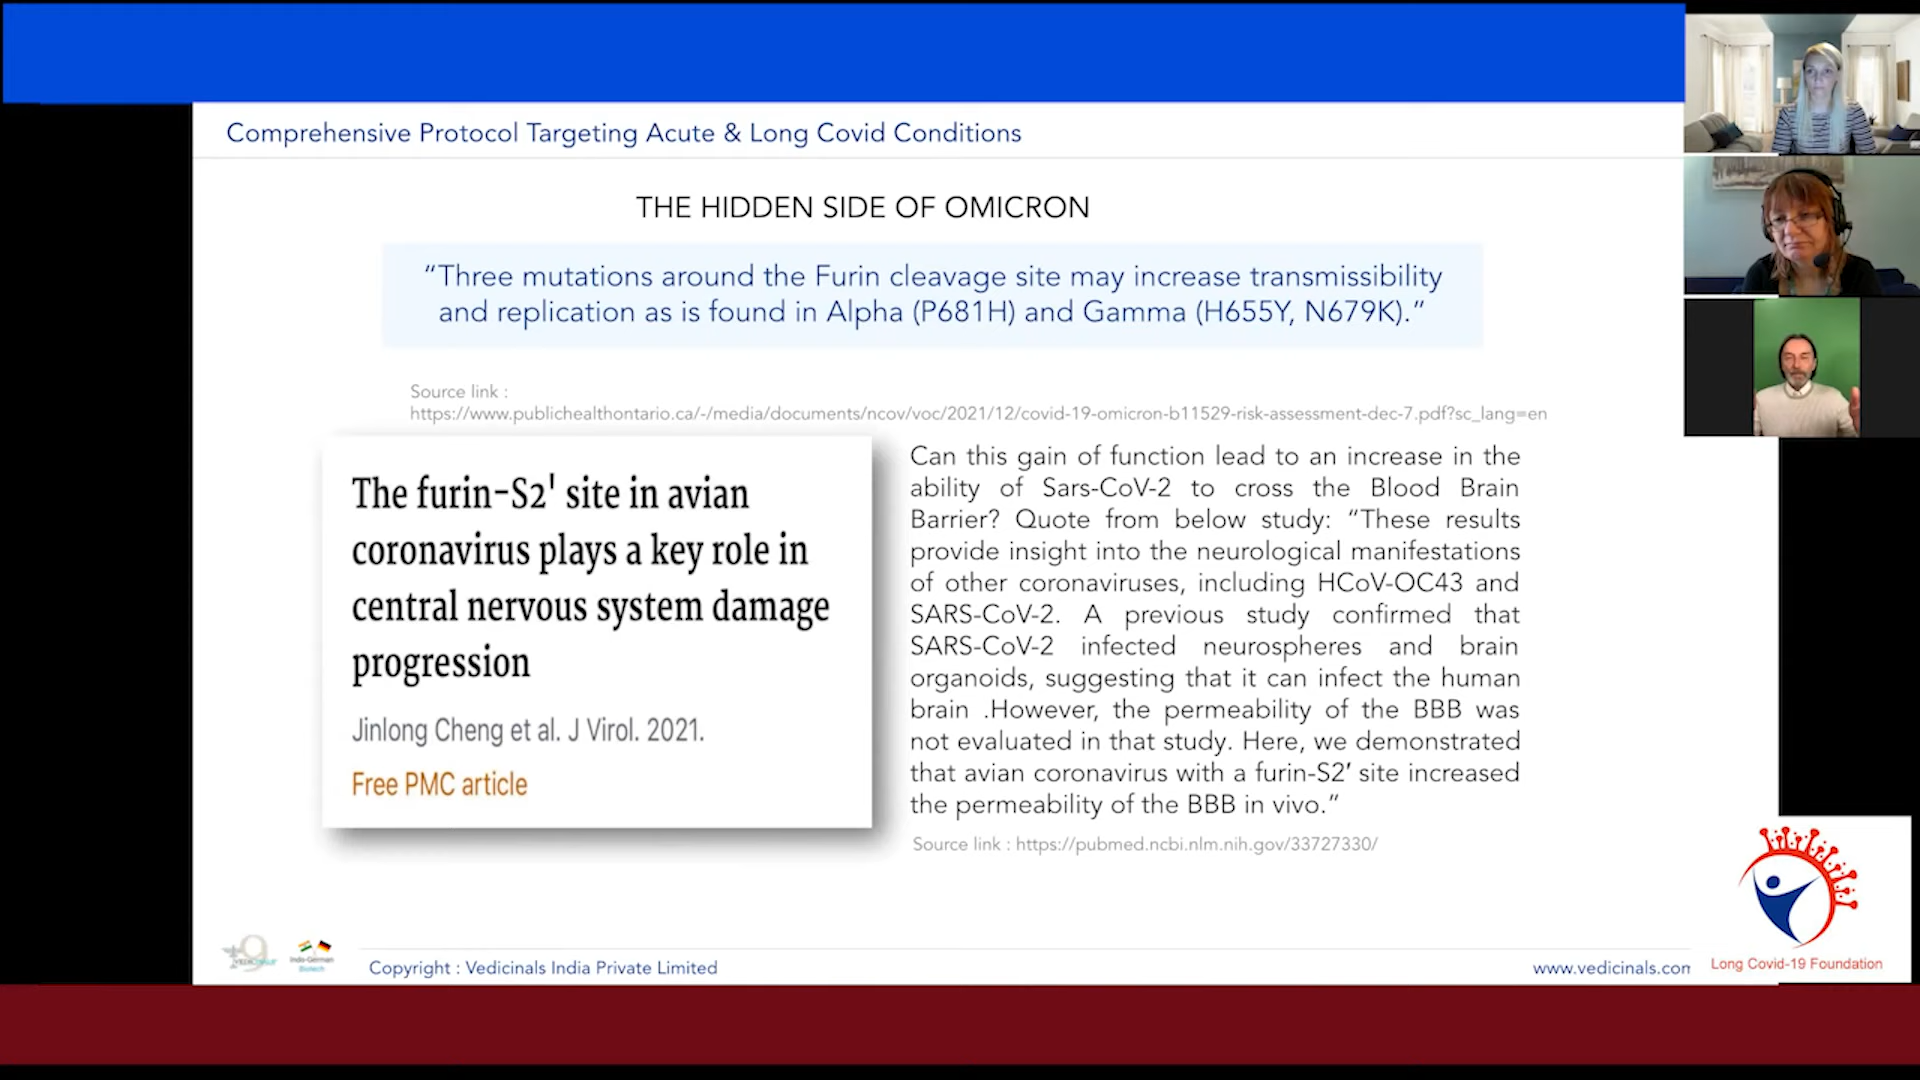 Comprehensive Protocol Targeting Acute & Long Covid Conditions
THE HIDDEN SIDE OF OMICRON
“Three mutations around the Furin cleavage site may increase transmissibility
and replication as is found in Alpha (P681H) and Gamma (H655Y, N679K).”
Source link :
https://www.publichealthontario.ca/-/media/documents/ncov/voc/2021/12/covid-19-omicron-b11529-risk-assessment-dec-7.pdf?sc_lang=en
The furin-S2' site in avian
coronavirus plays a key role in
central nervous system damage
progression
Jinlong Cheng et al. J Virol. 2021.
Free PMC article
Can this gain of function lead to an increase in the
ability of Sars-CoV-2 to cross the Blood Brain
Barrier? Quote from below study: “These results
provide insight into the neurological manifestations
of other coronaviruses, including HCoV-OC43 and
SARS-CoV-2. A previous study confirmed that
SARS-CoV-2 infected neurospheres and brain
organoids, suggesting that it can infect the human
brain .However, the permeability of the BBB was
not evaluated in that study. Here, we demonstrated
that avian coronavirus with a furin-S2′ site increased
the permeability of the BBB in vivo.”
Source link : https://pubmed.ncbi.nlm.nih.gov/33727330/
9
VEDICINALS
Indo-German
Biotech
Copyright : Vedicinals India Private Limited
www.vedicinals.com
Long Covid-19 Foundation